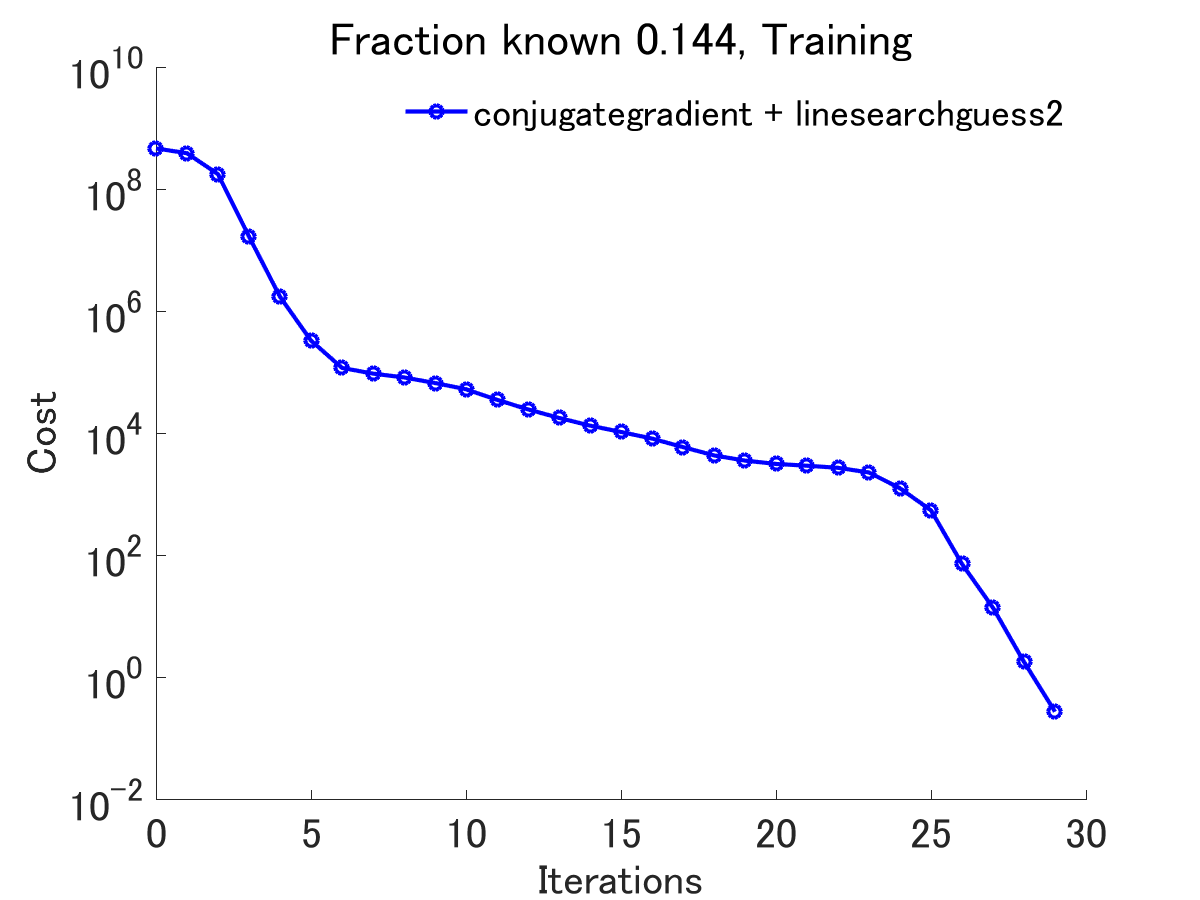 Fraction known 0.144, Training
conjugategradient + linesearchguess2
10^10
10^8
10^6
10^4
10^2
10^0
10^-2
Cost
0 5 10 15 20 25 30
Iterations